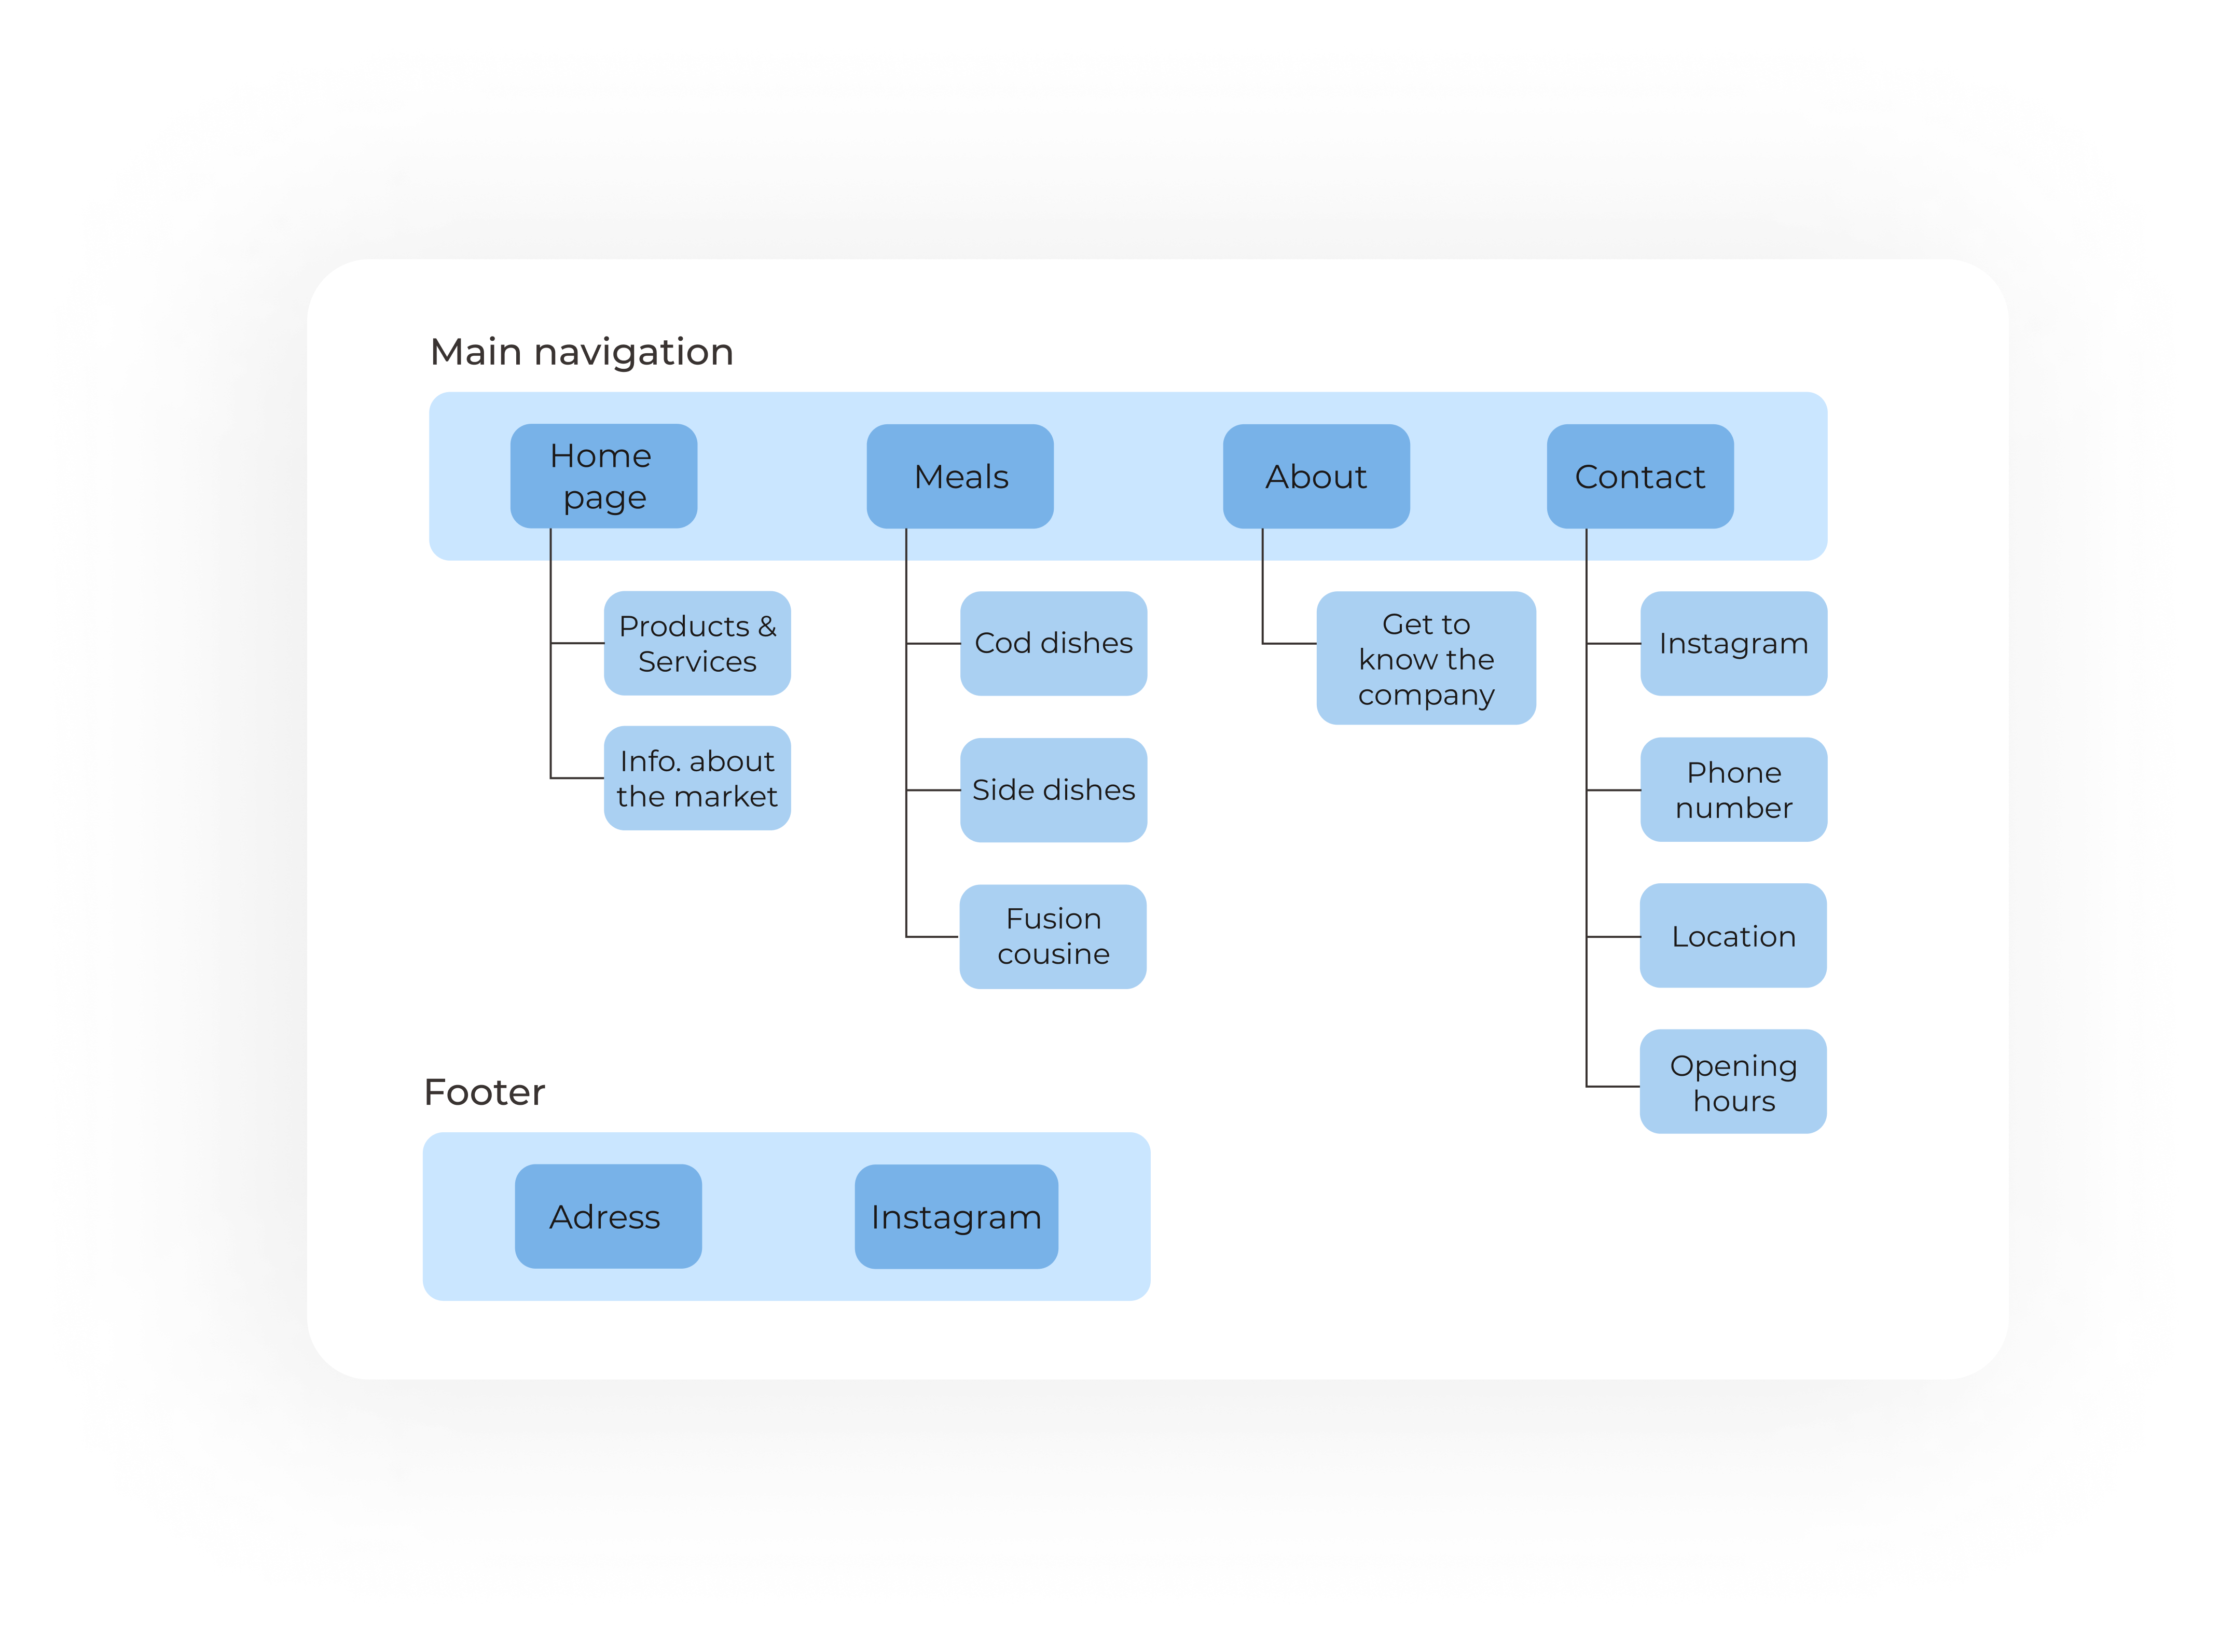 Main navigation
Home
page
Meals
About
Contact
Products &
Services
Info. about
the market
Cod dishes
Side dishes
Fusion
cousine
Get to
know the
company
Instagram
Phone
number
Location
Opening
hours
Footer
Adress
Instagram